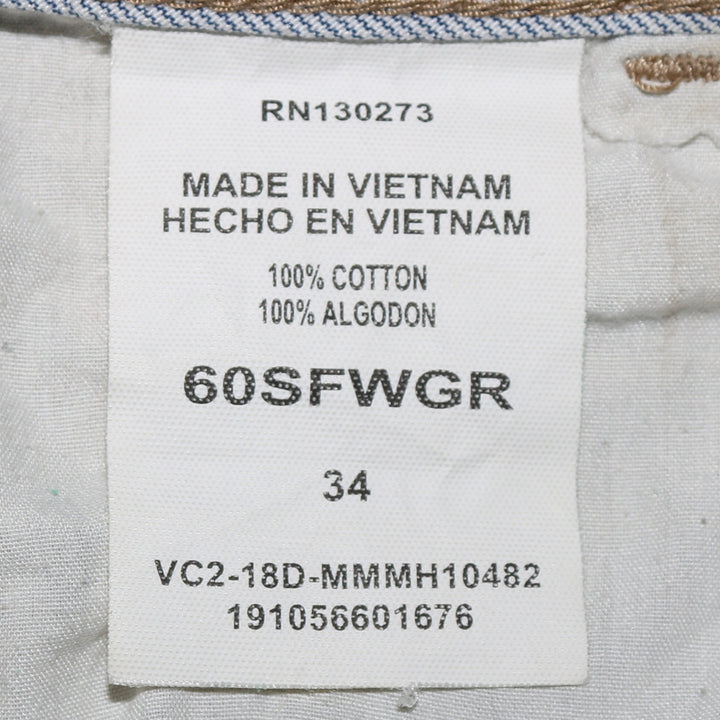 RN130273
MADE IN VIETNAM
HECHO EN VIETNAM
100% COTTON
100% ALGODON
60SFWGR
34
VC2-18D-MMMH10482
191056601676